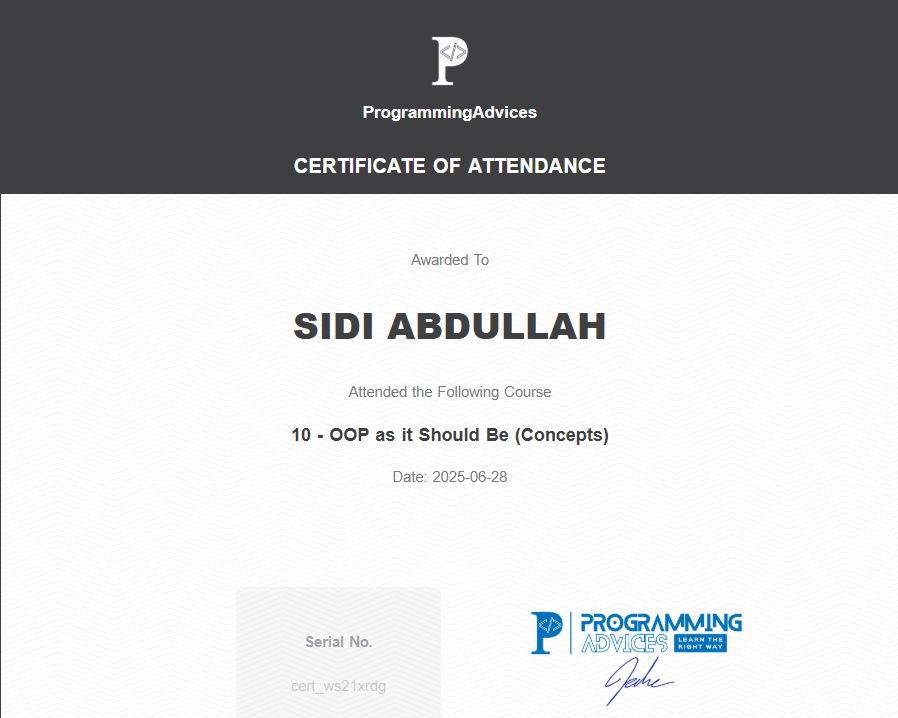 ProgrammingAdvices
CERTIFICATE OF ATTENDANCE
Awarded To
SIDI ABDULLAH
Attended the Following Course
10 - OOP as it Should Be (Concepts)
Date: 2025-06-28
Serial No.
cert_ws21xrdg
PROGRAMMING
ADVICES
LEARN THE
RIGHT WAY